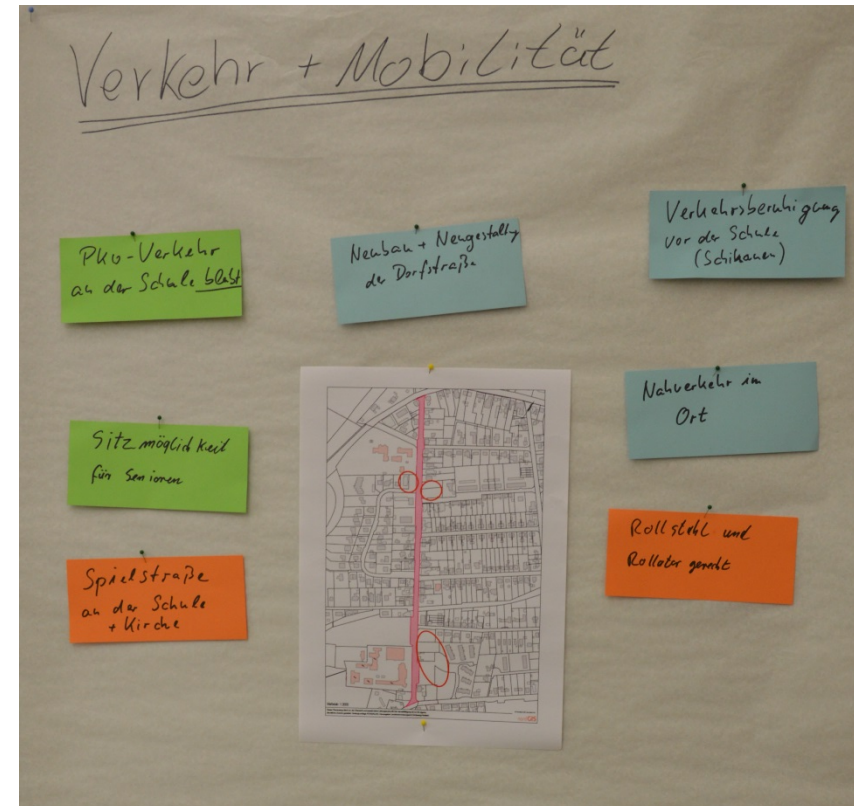 Verkehr + Mobilität
Pkw-Verkehr
an der Schule bleibt
Neubau + Neugestaltung
der Dorfstraße
Verkehrsberuhigung
vor der Schule
(Schikanen)
Sitzmöglichkeit
für Senioren
Nahverkehr im
Ort
Spielstraße
an der Schule
+ Kirche
Rollstuhl und
Rollator gerecht